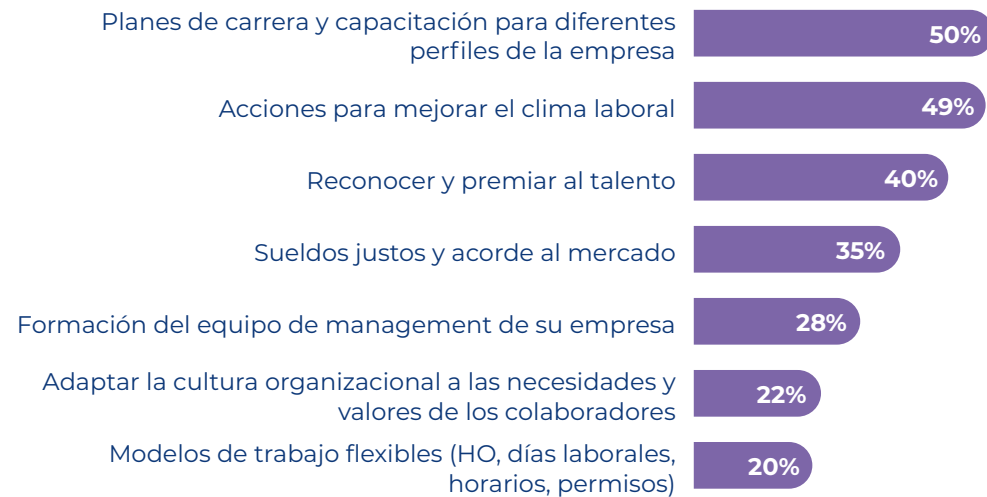 Planes de carrera y capacitación para diferentes
perfiles de la empresa
50%
Acciones para mejorar el clima laboral
49%
Reconocer y premiar al talento
40%
Sueldos justos y acorde al mercado
35%
Formación del equipo de management de su empresa
28%
Adaptar la cultura organizacional a las necesidades y
valores de los colaboradores
22%
Modelos de trabajo flexibles (HO, días laborales,
horarios, permisos)
20%